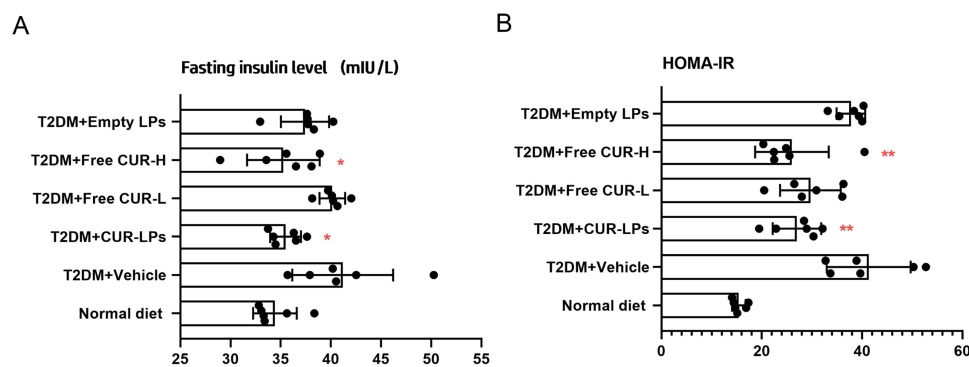 A
Fasting insulin level (mIU/L)
T2DM+Empty LPs
T2DM+Free CUR-H
*
T2DM+Free CUR-L
T2DM+CUR-LPs
*
T2DM+Vehicle
Normal diet
25 30 35 40 45 50 55
B
HOMA-IR
T2DM+Empty LPs
T2DM+Free CUR-H
**
T2DM+Free CUR-L
T2DM+CUR-LPs
**
T2DM+Vehicle
Normal diet
0 20 40 60